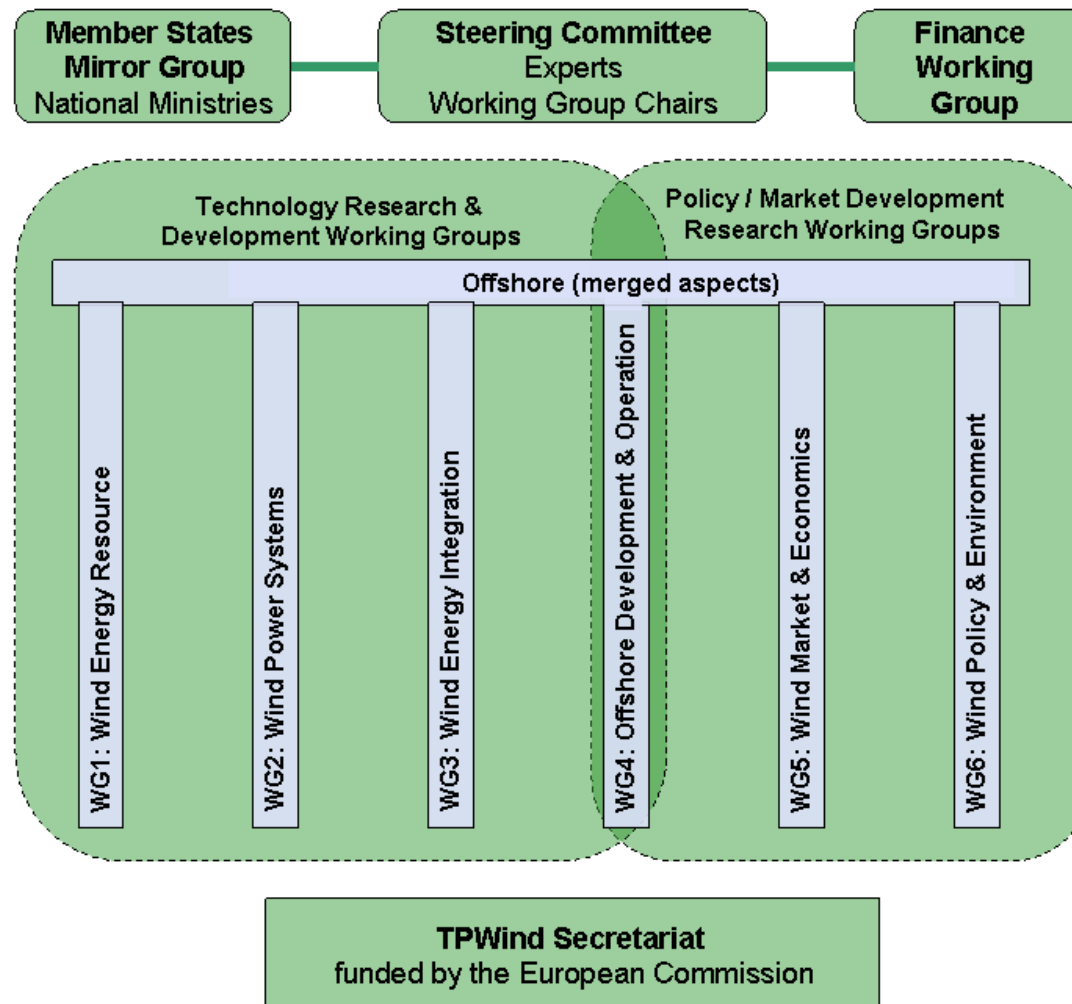 Member States
Mirror Group
National Ministries
Steering Committee
Experts
Working Group Chairs
Finance
Working
Group
Technology Research &
Development Working Groups
Policy / Market Development
Research Working Groups
Offshore (merged aspects)
WG1: Wind Energy Resource
WG2: Wind Power Systems
WG3: Wind Energy Integration
WG4: Offshore Development & Operation
WG5: Wind Market & Economics
WG6: Wind Policy & Environment
TPWind Secretariat
funded by the European Commission